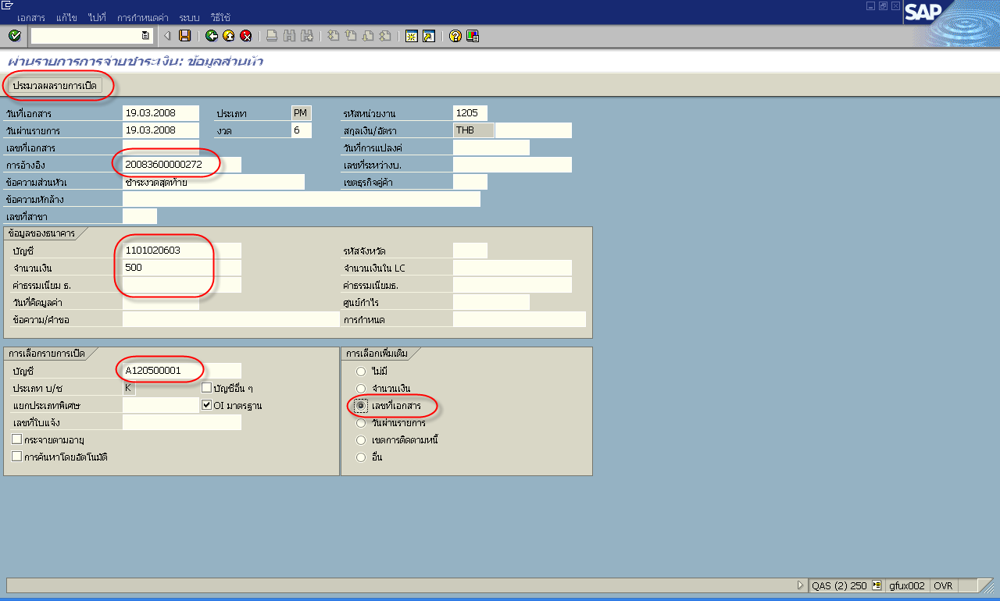 เอกสาร แก้ไข ไปที่ การกำหนดค่า ระบบ วิธีใช้
SAP
ผ่านรายการการจ่ายชำระเงิน: ข้อมูลส่วนหัว
ประมวลผลรายการเปิด
วันที่เอกสาร 19.03.2008 ประเภท PM รหัสหน่วยงาน 1205
วันผ่านรายการ 19.03.2008 งวด 6 สกุลเงิน/อัตรา THB
เลขที่เอกสาร วันที่การแปลงค่
การอ้างอิง 20083600000272 เลขที่ระหว่างบ.
ข้อความส่วนหัวเ ชำระงวดสุดท้าย เขตธุรกิจคู่ค้า
ข้อความหักล้าง
เลขที่สาขา
ข้อมูลของธนาคาร
บัญชี 1101020603 รหัสจังหวัด
จำนวนเงิน 500 จำนวนเงินใน LC
ค่าธรรมเนียม ธ. ค่าธรรมเนียมธ.
วันที่คิดมูลค่า ศูนย์กำไร
ข้อความ/คำขอ การกำหนด
การเลือกรายการเปิด การเลือกเพิ่มเติม
บัญชี A120500001 ไม่มี
ประเภท บ/ช K บัญชีอื่น ๆ จำนวนเงิน
แยกประเภทพิเศษ OI มาตรฐาน เลขที่เอกสาร
เลขที่ใบแจ้ง วันผ่านรายการ
กระจายตามอายุ เขตการติดตามหนี้
การค้นหาโดยอัตโนมัติ อื่น
QAS (2) 250 gfux002 OVR